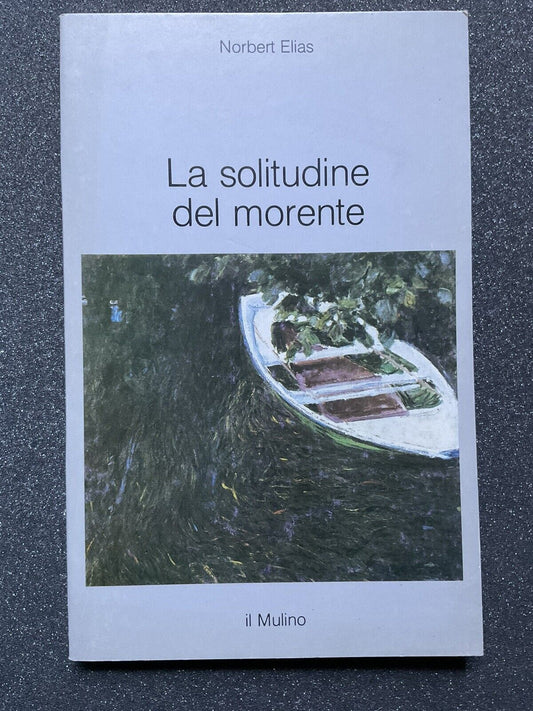 Norbert Elias
La solitudine
del morente
il Mulino